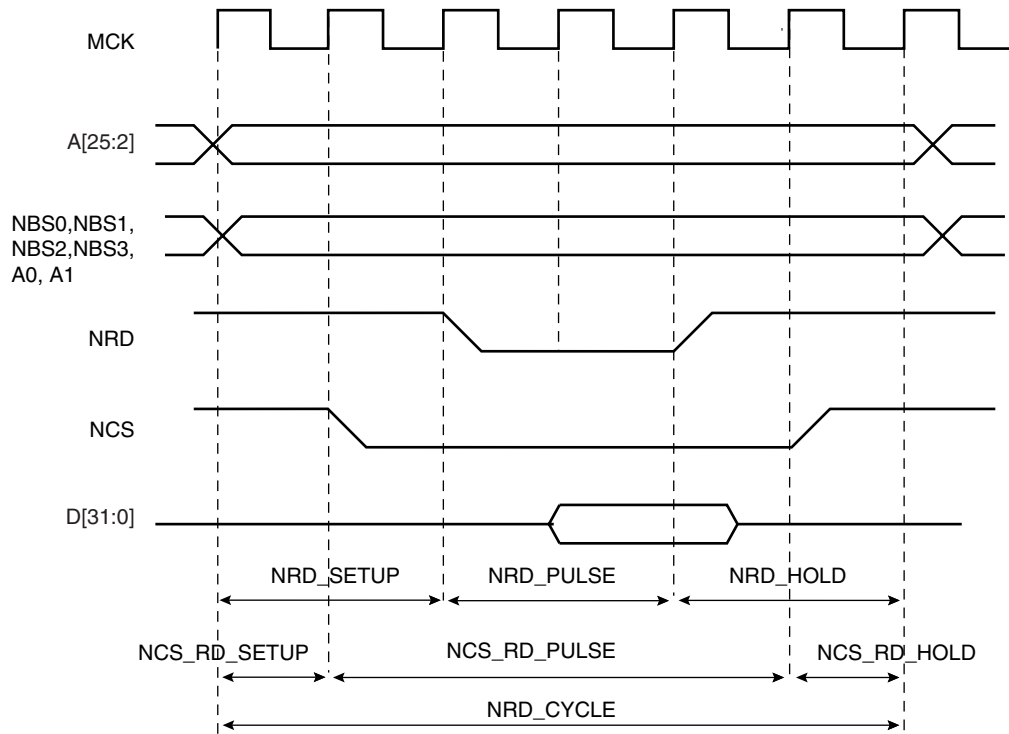 MCK
A[25:2]
NBS0,NBS1,
NBS2,NBS3,
A0, A1
NRD
NCS
D[31:0]
NRD_SETUP NRD_PULSE NRD_HOLD
NCS_RD_SETUP NCS_RD_PULSE NCS_RD_HOLD
NRD_CYCLE